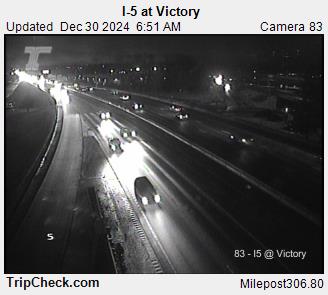 I-5 at Victory
Updated Dec 30 2024 6:51 AM Camera 83
S
83 - I5 @ Victory
TripCheck.com Milepost306.80